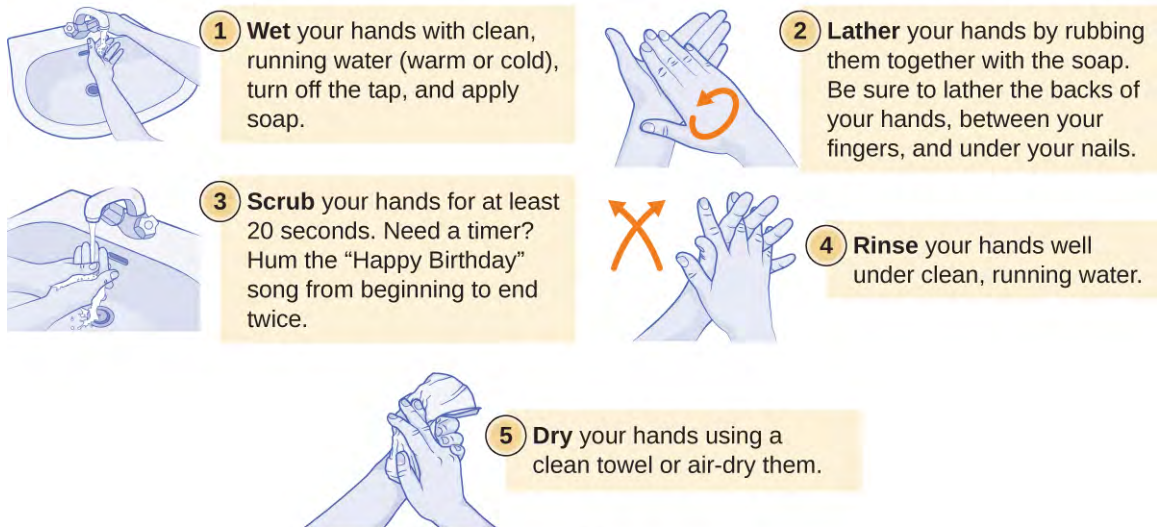 1 Wet your hands with clean,
running water (warm or cold),
turn off the tap, and apply
soap.
2 Lather your hands by rubbing
them together with the soap.
Be sure to lather the backs of
your hands, between your
fingers, and under your nails.
3 Scrub your hands for at least
20 seconds. Need a timer?
Hum the “Happy Birthday”
song from beginning to end
twice.
4 Rinse your hands well
under clean, running water.
5 Dry your hands using a
clean towel or air-dry them.